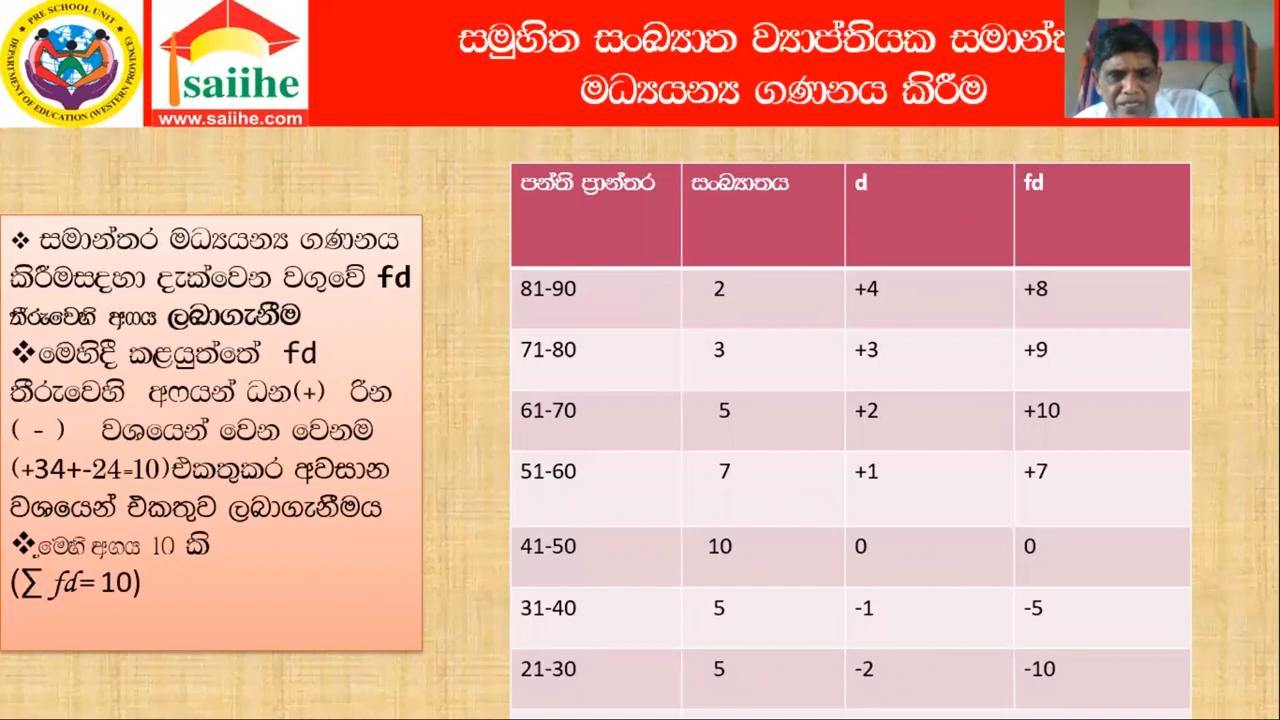 PRE SCHOOL UNIT
DEPARTMENT OF EDUCATION (WESTERN PROVINCE)
saiihe
www.saiihe.com
සමුහිත සංඛ්‍යාත ව්‍යාප්තියක සමාන්ත
මධ්‍යයන්‍ය ගණනය කිරීම
❖ සමාන්තර මධ්‍යයන්‍ය ගණනය
කිරීමසදහා දැක්වෙන වගුවේ fd
තීරුවෙහි අගය ලබාගැනීම
❖මෙහිදී කළයුත්තේ fd
තීරුවෙහි අෆයන් ධන(+) රින
( - ) වශයෙන් වෙන වෙනම
(+34+-24=10)එකතුකර අවසාන
වශයෙන් එකතුව ලබාගැනීමය
❖මෙහි අගය 10 කි
(∑ fd= 10)
පන්ති ප්‍රාන්තර සංඛ්‍යාතය d fd
81-90 2 +4 +8
71-80 3 +3 +9
61-70 5 +2 +10
51-60 7 +1 +7
41-50 10 0 0
31-40 5 -1 -5
21-30 5 -2 -10